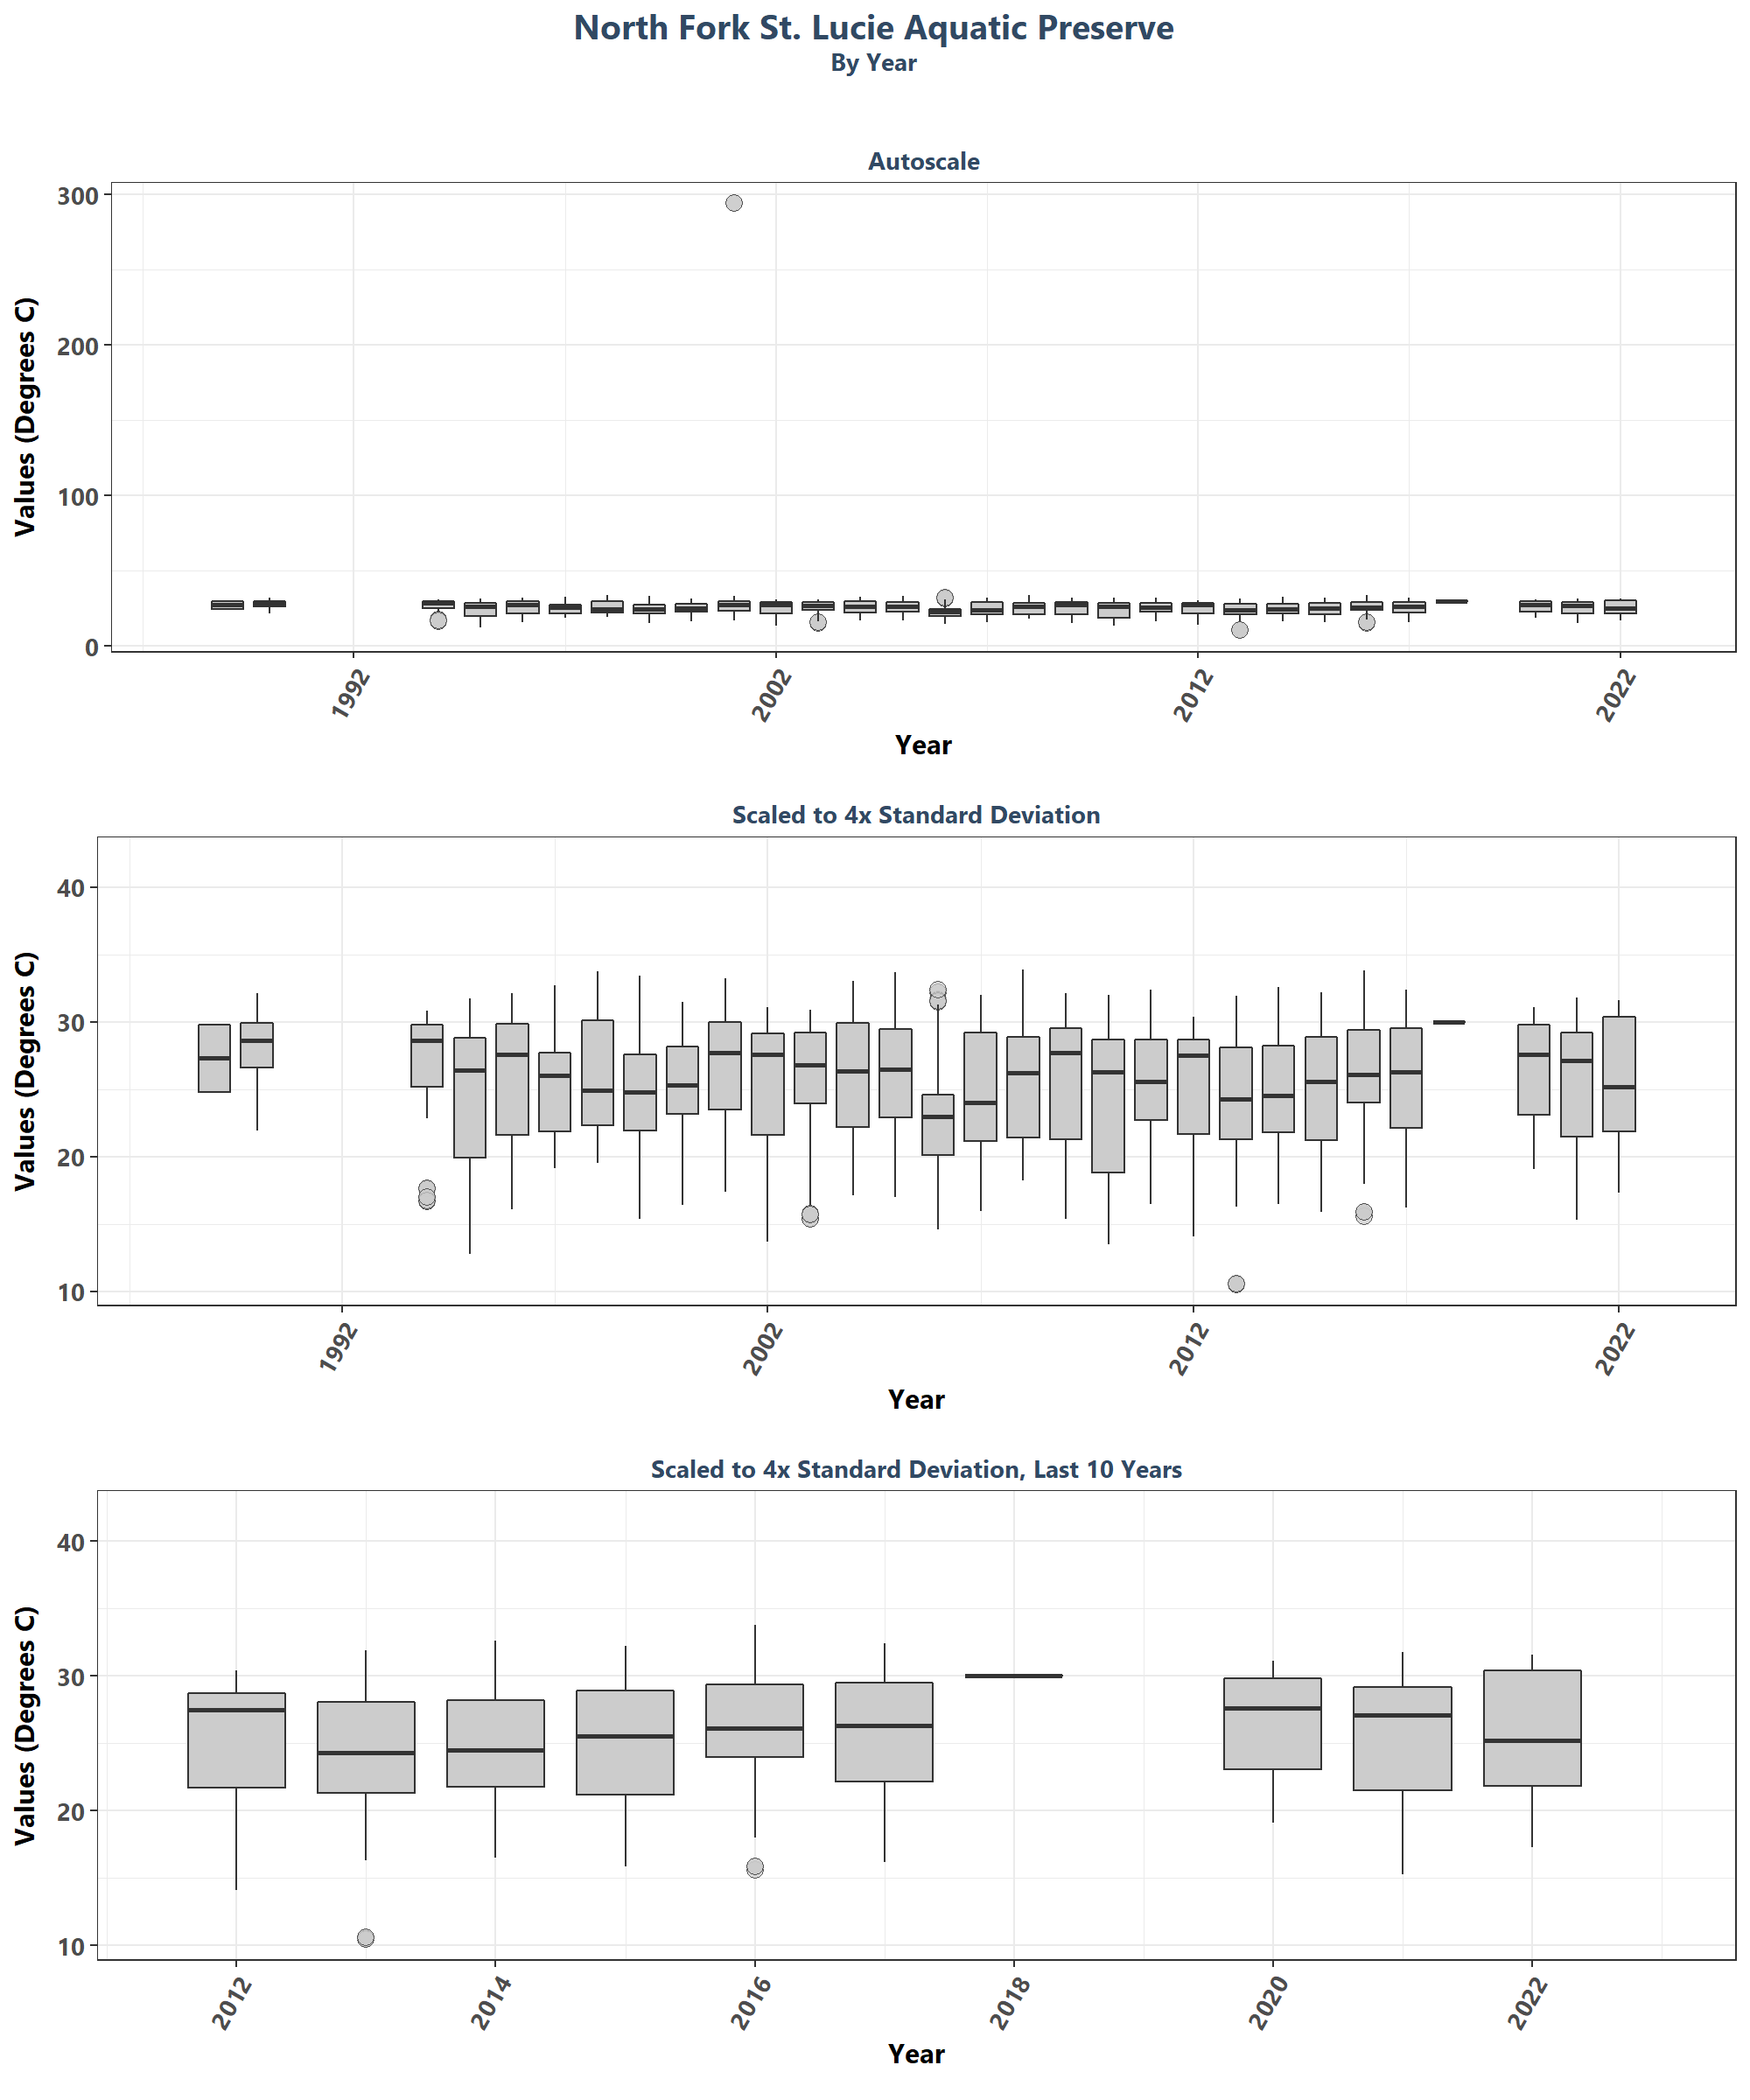 North Fork St. Lucie Aquatic Preserve
By Year
Autoscale
Values (Degrees C)
300
200
100
0
1992
2002
2012
2022
Year
Scaled to 4x Standard Deviation
Values (Degrees C)
40
30
20
10
1992
2002
2012
2022
Year
Scaled to 4x Standard Deviation, Last 10 Years
Values (Degrees C)
40
30
20
10
2012
2014
2016
2018
2020
2022
Year